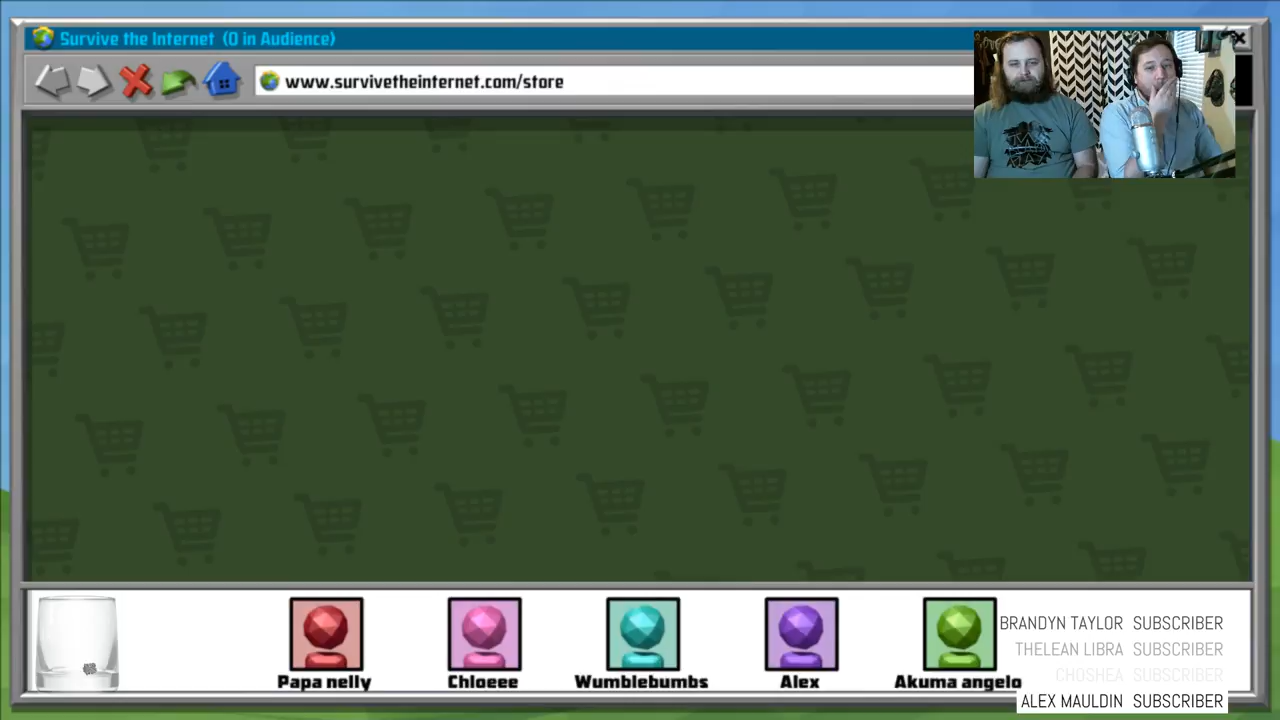 Survive the Internet (0 in Audience)
www.survivetheinternet.com/store
Papa nelly
Chloeee
Wumblebumbs
Alex
Akuma angelo
BRANDYN TAYLOR SUBSCRIBER
THELEAN LIBRA SUBSCRIBER
CHOSHEA SUBSCRIBER
ALEX MAULDIN SUBSCRIBER